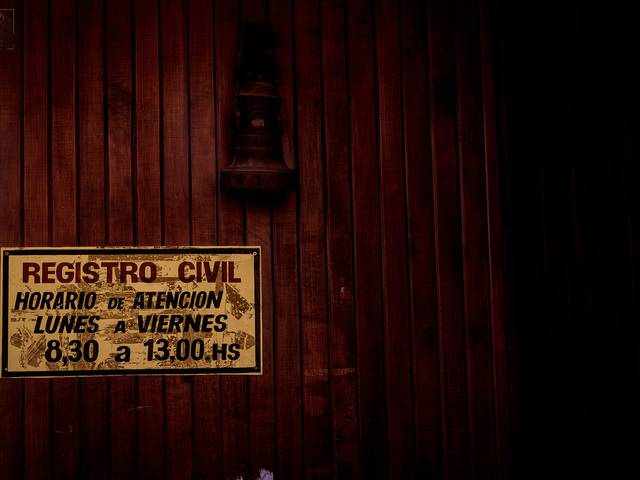 REGISTRO CIVIL
HORARIO DE ATENCION
LUNES A VIERNES
8,30 a 13,00.HS